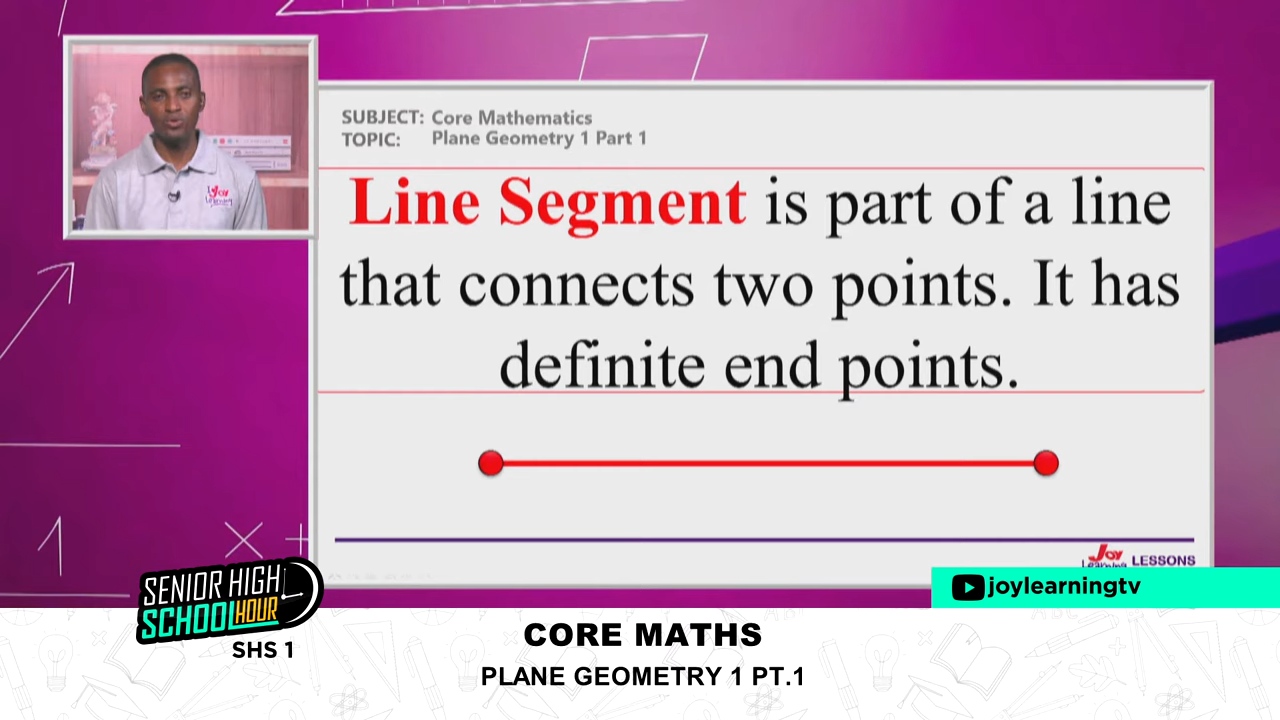 SUBJECT: Core Mathematics
TOPIC: Plane Geometry 1 Part 1
Line Segment is part of a line
that connects two points. It has
definite end points.
Joy
Learning LESSONS
joylearningtv
SENIOR HIGH
SCHOOL HOUR
SHS 1
CORE MATHS
PLANE GEOMETRY 1 PT.1